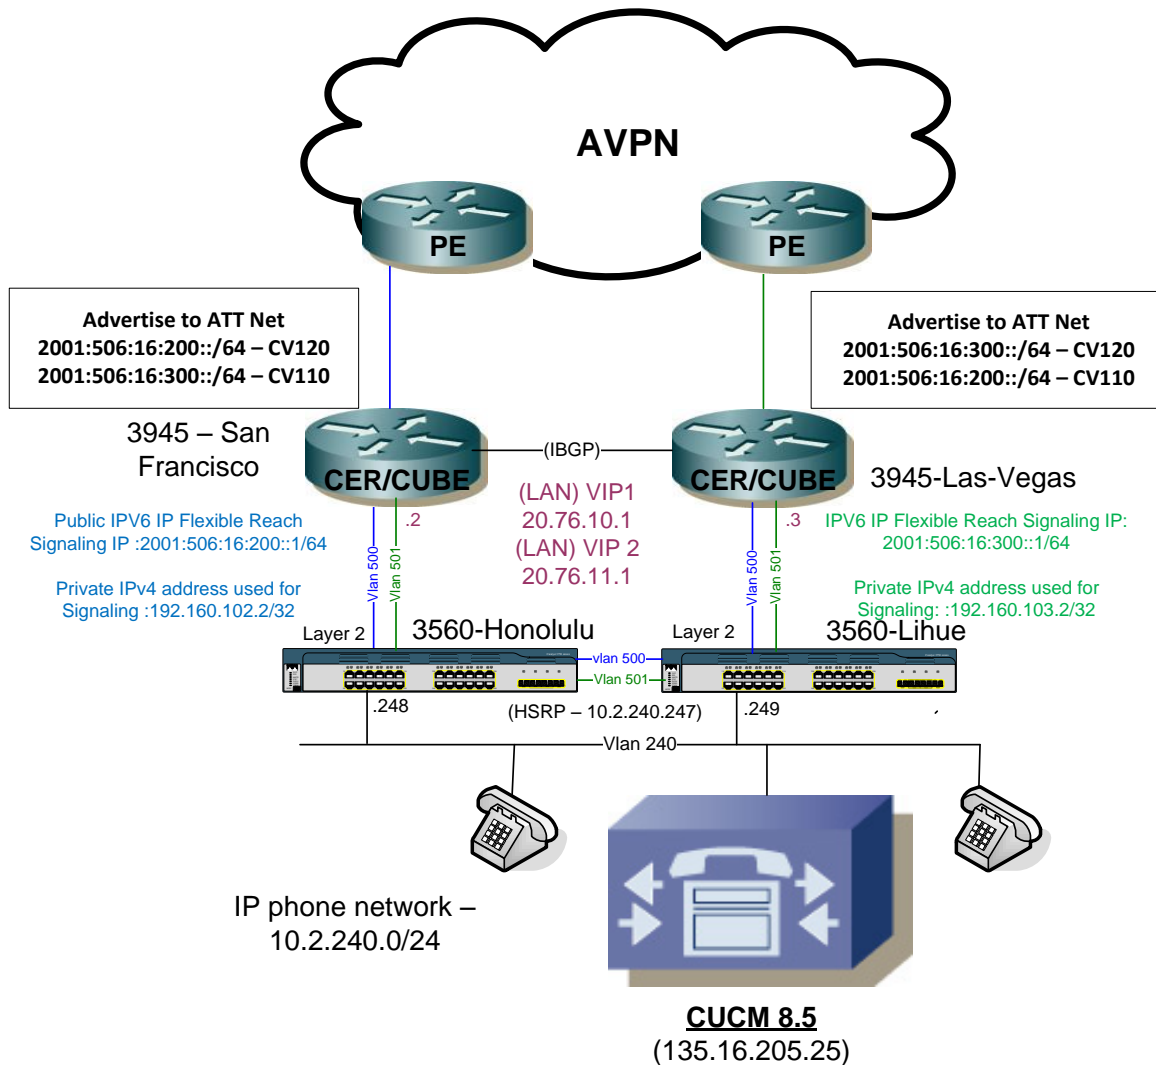 AVPN
PE
PE
Advertise to ATT Net
2001:506:16:200::/64 – CV120
2001:506:16:300::/64 – CV110
Advertise to ATT Net
2001:506:16:300::/64 – CV120
2001:506:16:200::/64 – CV110
3945 – San
Francisco
CER/CUBE
(IBGP)
CER/CUBE
3945-Las-Vegas
(LAN) VIP1
20.76.10.1
(LAN) VIP 2
20.76.11.1
Public IPV6 IP Flexible Reach
Signaling IP :2001:506:16:200::1/64
Private IPv4 address used for
Signaling :192.160.102.2/32
.2
Vlan 500
Vlan 501
.3
Vlan 500
Vlan 501
IPV6 IP Flexible Reach Signaling IP:
2001:506:16:300::1/64
Private IPv4 address used for
Signaling: :192.160.103.2/32
Layer 2
3560-Honolulu
Layer 2
3560-Lihue
vlan 500
Vlan 501
.248
(HSRP – 10.2.240.247)
.249
Vlan 240
IP phone network –
10.2.240.0/24
CUCM 8.5
(135.16.205.25)